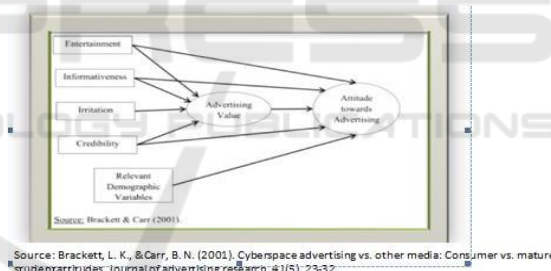 Entertainment
Informativeness
Irritation
Credibility
Relevant
Demographic
Variables
Advertising
Value
Attitude
towards
Advertising
Source: Brackett & Carr (2001).
Source: Brackett, L. K., &Carr, B. N. (2001). Cyberspace advertising vs. other media: Consumer vs. mature